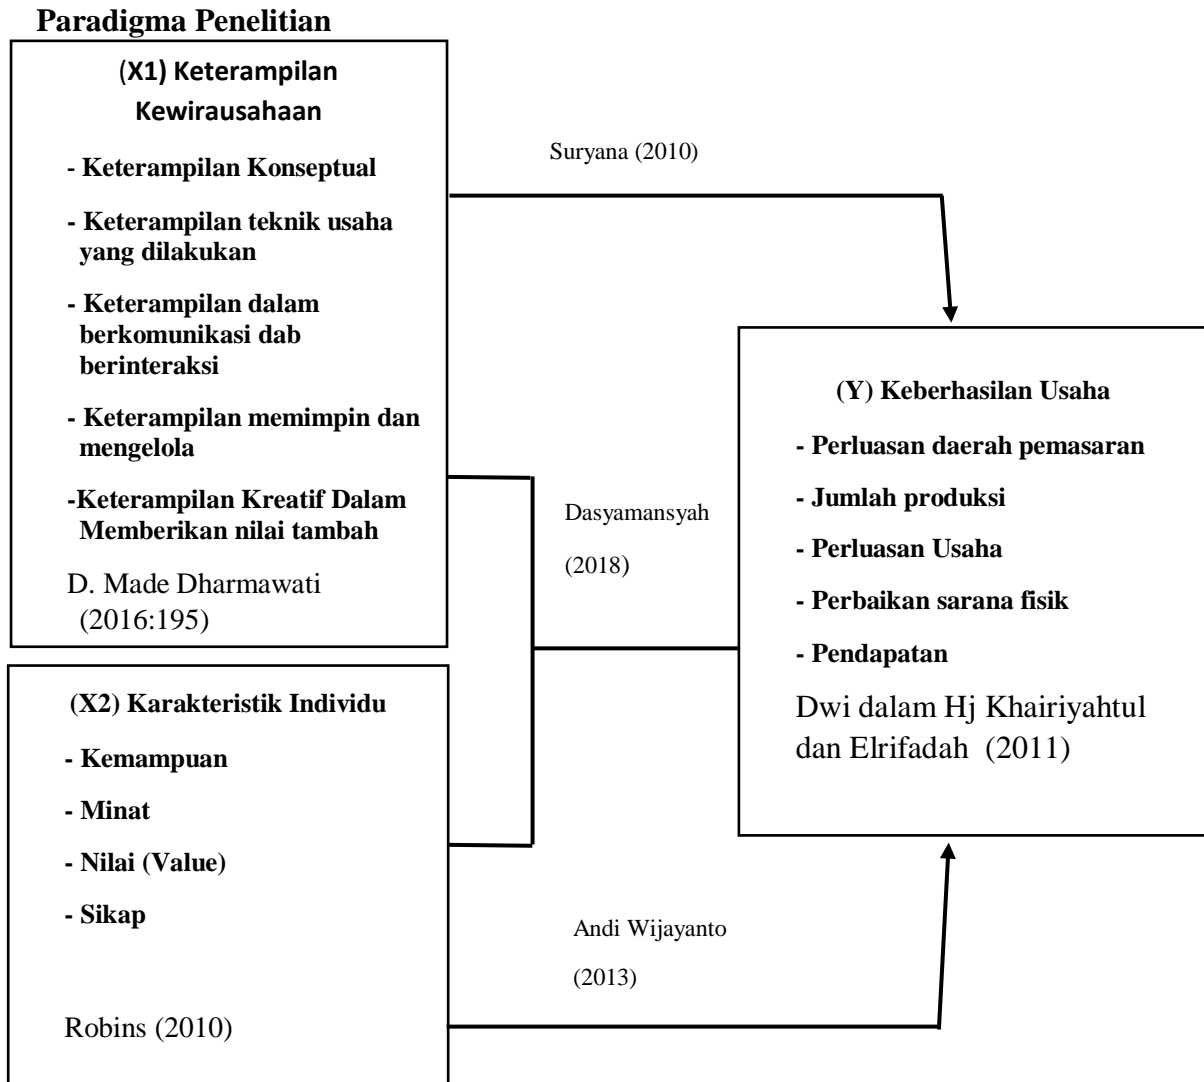 Paradigma Penelitian
(X1) Keterampilan
Kewirausahaan
- Keterampilan Konseptual
- Keterampilan teknik usaha
yang dilakukan
- Keterampilan dalam
berkomunikasi dab
berinteraksi
- Keterampilan memimpin dan
mengelola
-Keterampilan Kreatif Dalam
Memberikan nilai tambah
D. Made Dharmawati
(2016:195)
(X2) Karakteristik Individu
- Kemampuan
- Minat
- Nilai (Value)
- Sikap
Robins (2010)
Suryana (2010)
Dasyamansyah
(2018)
Andi Wijayanto
(2013)
(Y) Keberhasilan Usaha
- Perluasan daerah pemasaran
- Jumlah produksi
- Perluasan Usaha
- Perbaikan sarana fisik
- Pendapatan
Dwi dalam Hj Khairiyahtul
dan Elrifadah (2011)